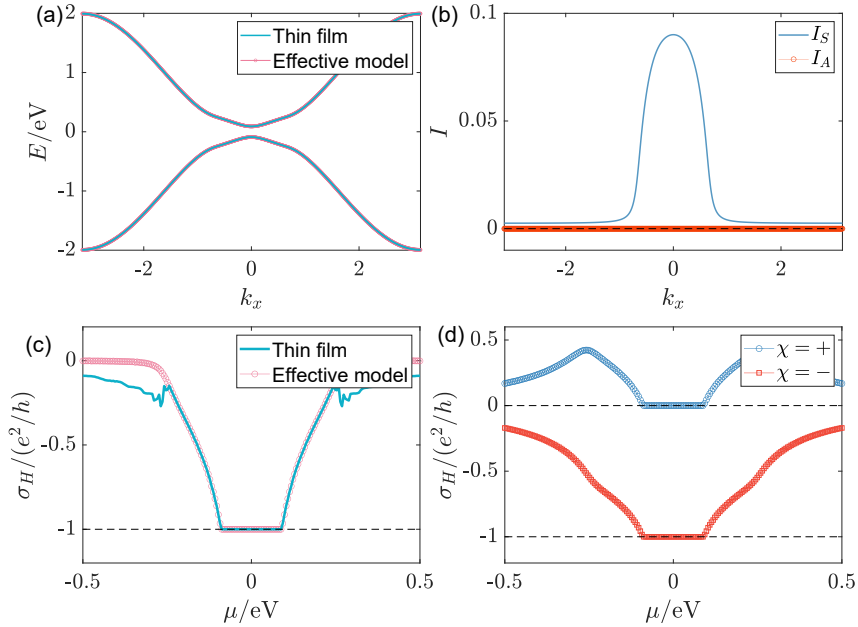 (a)
Thin film
Effective model
E/eV
2
1
0
-1
-2
-2
0
2
k_x
(b)
I_S
I_A
I
0.1
0.05
0
-2
0
2
k_x
(c)
Thin film
Effective model
σ_H/(e²/h)
0
-0.5
-1
-0.5
0
0.5
μ/eV
(d)
χ = +
χ = −
σ_H/(e²/h)
0.5
0
-0.5
-1
-0.5
0
0.5
μ/eV